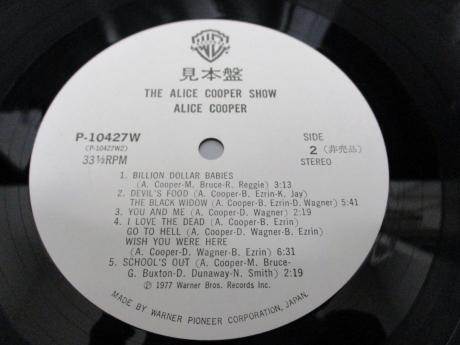 見本盤
THE ALICE COOPER SHOW
ALICE COOPER
P-10427W
(P-10427W2)
33⅓RPM
SIDE
2 (非売品)
STEREO
1. BILLION DOLLAR BABIES
(A. Cooper-M. Bruce-R. Reggie) 3:13
2. DEVIL'S FOOD (A. Cooper-B. Ezrin-K. Jay)
THE BLACK WIDOW (A. Cooper-B. Ezrin-D. Wagner) 5:41
3. YOU AND ME (A. Cooper-D. Wagner) 2:19
4. I LOVE THE DEAD (A. Cooper-B. Ezrin)
GO TO HELL (A. Cooper-D. Wagner-B. Ezrin)
WISH YOU WERE HERE
(A. Cooper-D. Wagner-B. Ezrin) 6:31
5. SCHOOL'S OUT (A. Cooper-M. Bruce-
G. Buxton-D. Dunaway-N. Smith) 2:19
℗ 1977 Warner Bros. Records Inc.
MADE BY WARNER PIONEER CORPORATION, JAPAN.